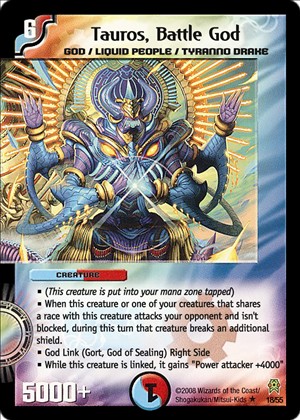 6
Tauros, Battle God
GOD / LIQUID PEOPLE / TYRANNO DRAKE
CREATURE
▪ (This creature is put into your mana zone tapped)
▪ When this creature or one of your creatures that shares
a race with this creature attacks your opponent and isn't
blocked, during this turn that creature breaks an additional
shield.
▪ God Link (Gort, God of Sealing) Right Side
▪ While this creature is linked, it gains "Power attacker +4000"
5000+
1
©2008 Wizards of the Coast/
Shogakukan/Mitsui-Kids ★ 18/55